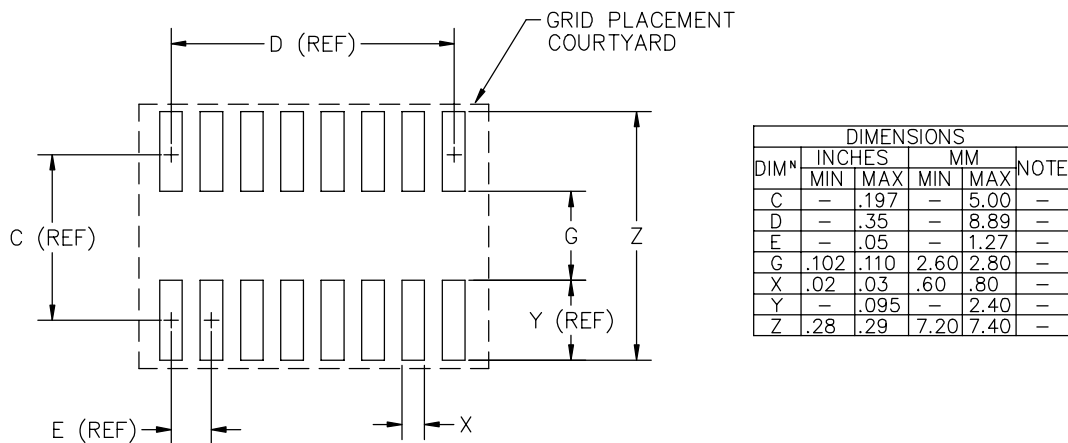 GRID PLACEMENT
COURTYARD
D (REF)
C (REF)
G
Z
Y (REF)
E (REF)
X
DIMENSIONS
DIMᴺ INCHES MM NOTE
MIN MAX MIN MAX
C – .197 – 5.00 –
D – .35 – 8.89 –
E – .05 – 1.27 –
G .102 .110 2.60 2.80 –
X .02 .03 .60 .80 –
Y – .095 – 2.40 –
Z .28 .29 7.20 7.40 –